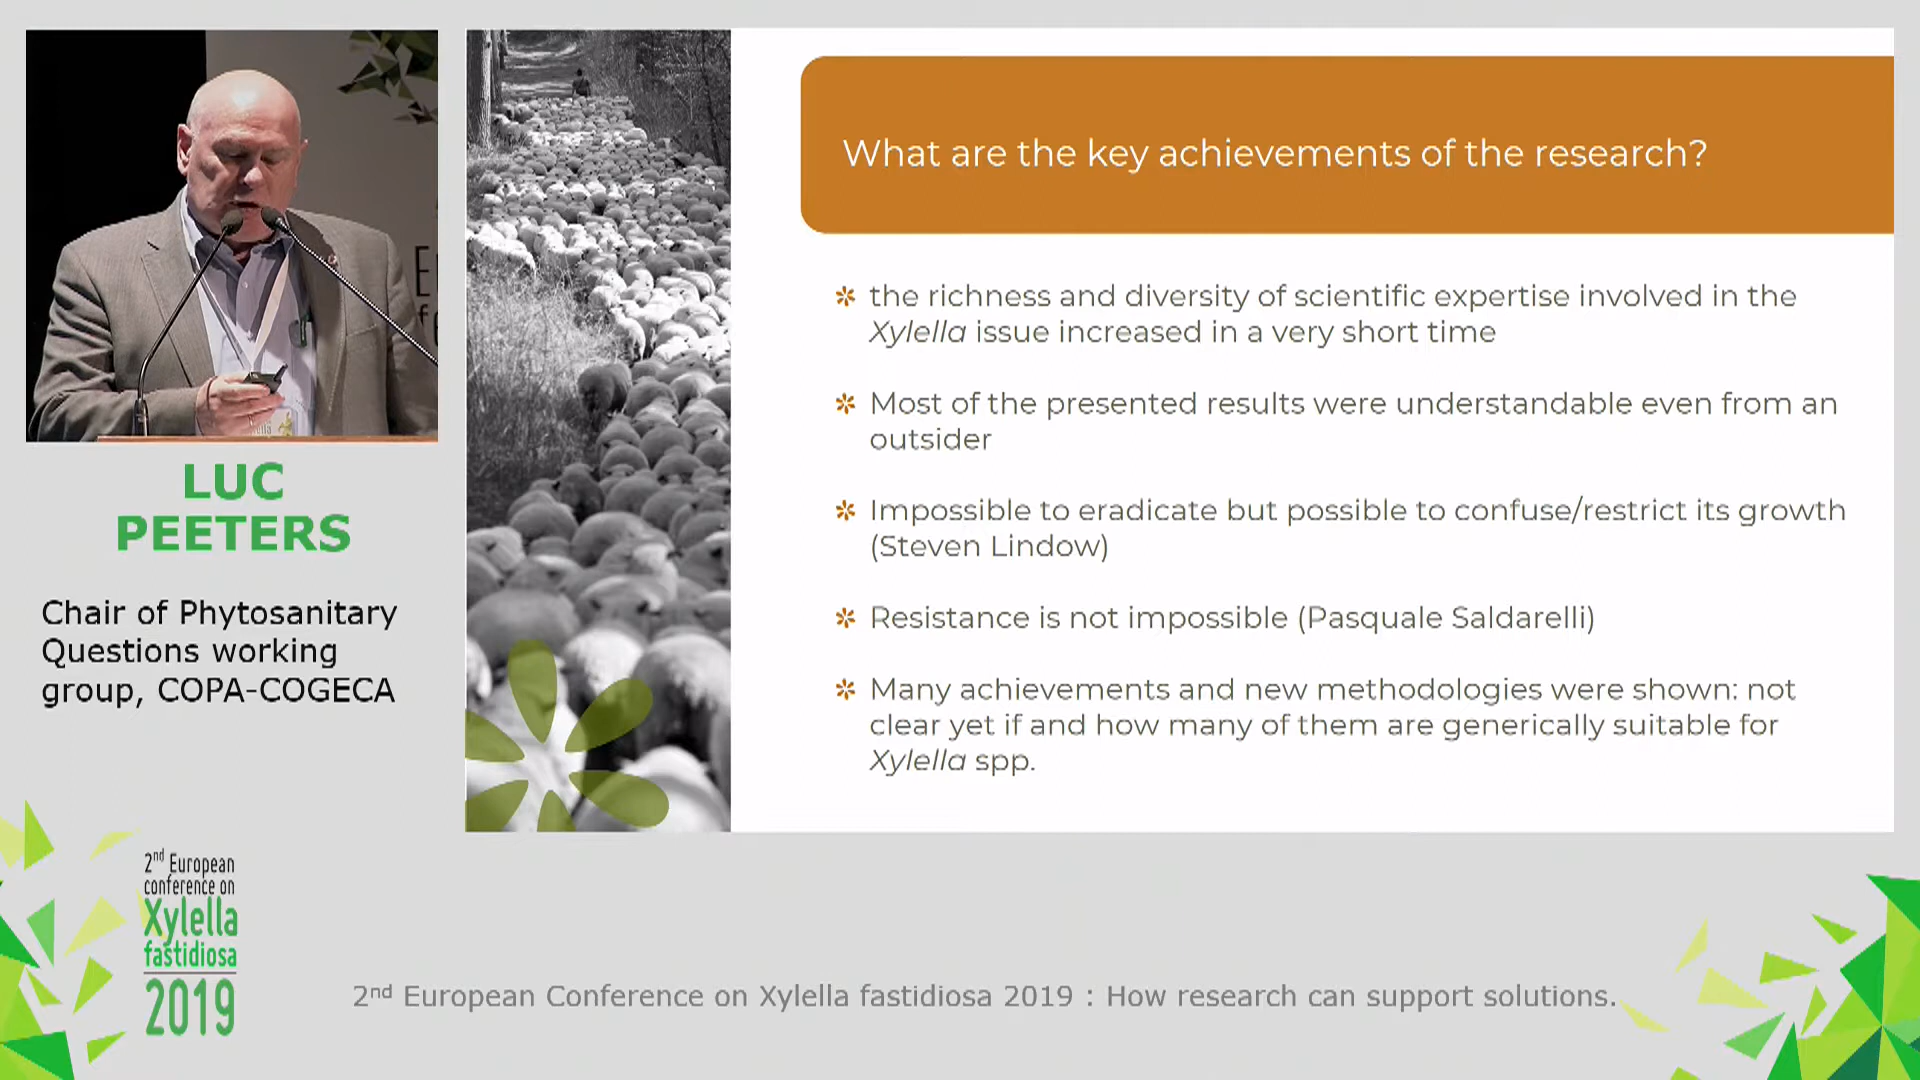 LUC
PEETERS
Chair of Phytosanitary
Questions working
group, COPA-COGECA
What are the key achievements of the research?
the richness and diversity of scientific expertise involved in the
Xylella issue increased in a very short time
Most of the presented results were understandable even from an
outsider
Impossible to eradicate but possible to confuse/restrict its growth
(Steven Lindow)
Resistance is not impossible (Pasquale Saldarelli)
Many achievements and new methodologies were shown: not
clear yet if and how many of them are generically suitable for
Xylella spp.
2nd European
conference on
Xylella
fastidiosa
2019
2nd European Conference on Xylella fastidiosa 2019 : How research can support solutions.